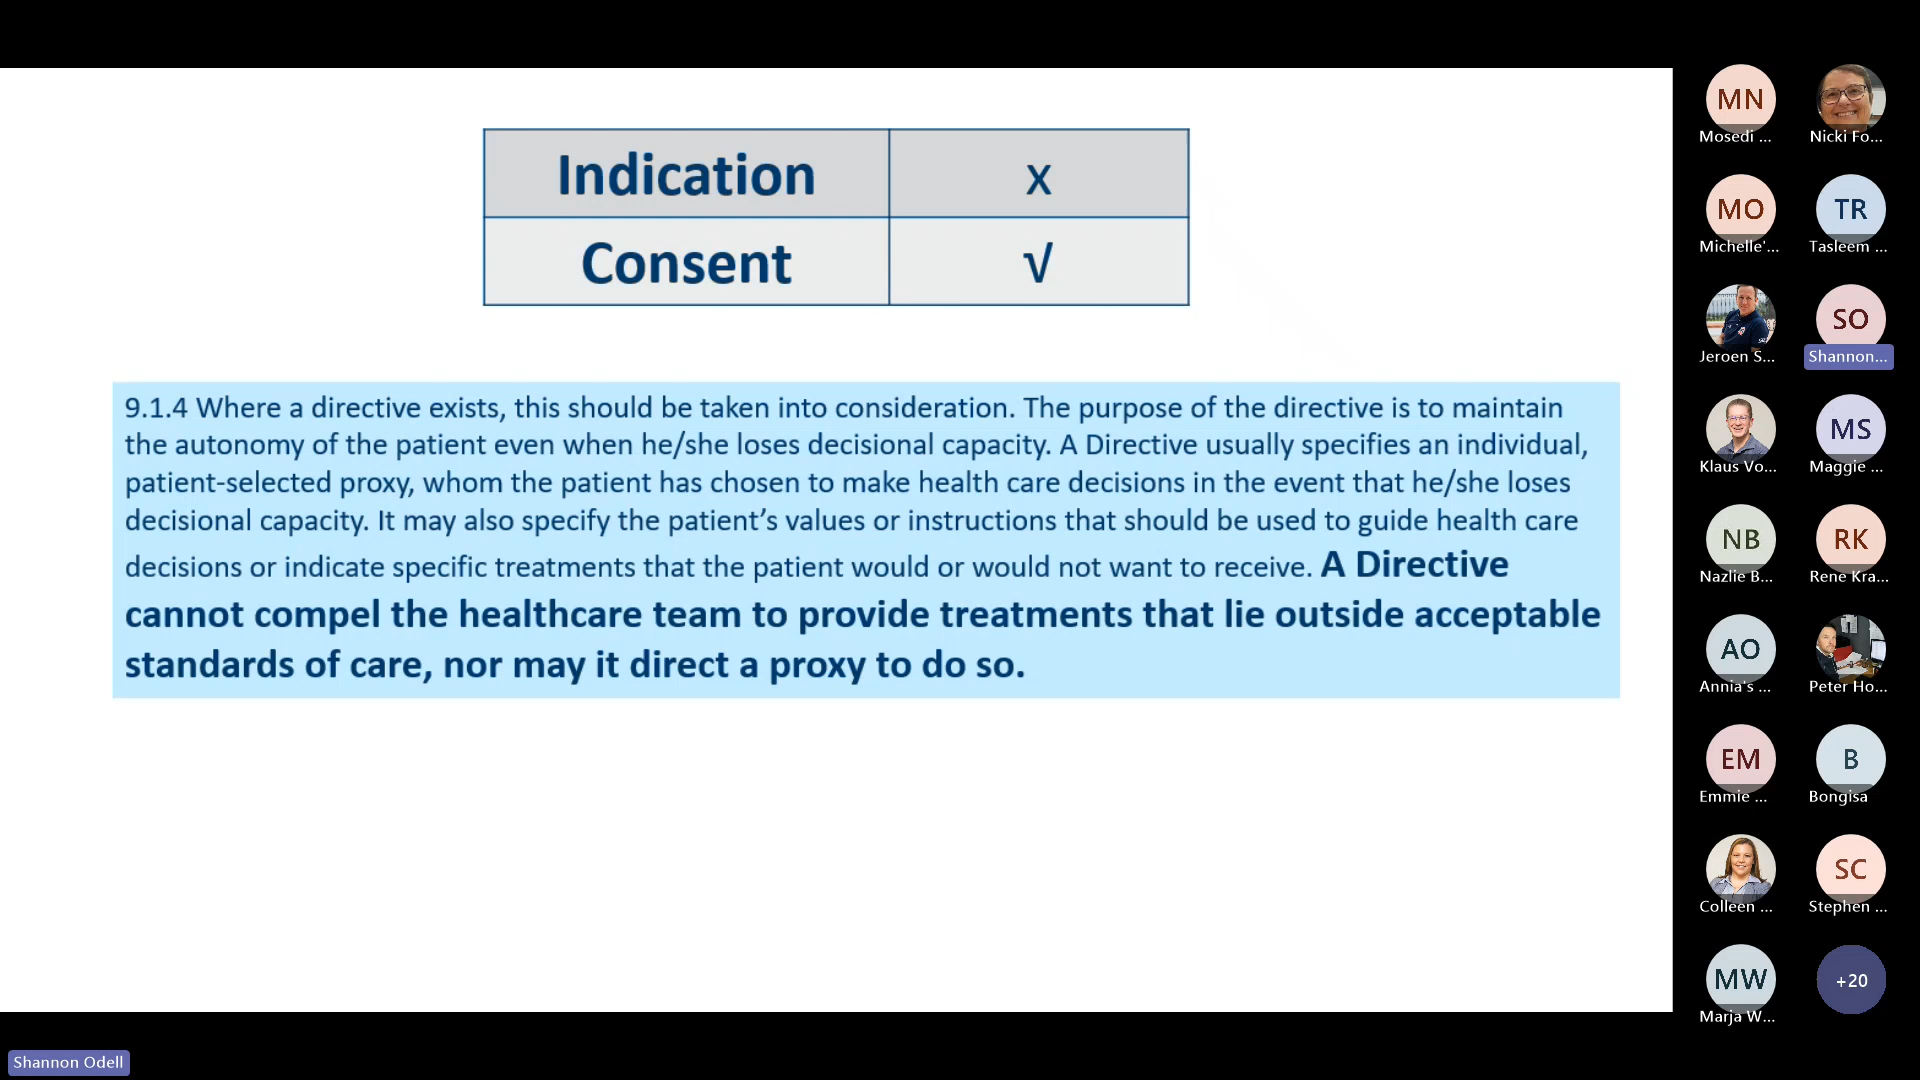 Indication x
Consent √
9.1.4 Where a directive exists, this should be taken into consideration. The purpose of the directive is to maintain
the autonomy of the patient even when he/she loses decisional capacity. A Directive usually specifies an individual,
patient-selected proxy, whom the patient has chosen to make health care decisions in the event that he/she loses
decisional capacity. It may also specify the patient’s values or instructions that should be used to guide health care
decisions or indicate specific treatments that the patient would or would not want to receive. A Directive
cannot compel the healthcare team to provide treatments that lie outside acceptable
standards of care, nor may it direct a proxy to do so.
MN
Mosedi ...
Nicki Fo...
MO
Michelle'...
TR
Tasleem ...
Jeroen S...
SO
Shannon...
Klaus Vo...
MS
Maggie ...
NB
Nazlie B...
RK
Rene Kra...
AO
Annia's ...
Peter Ho...
EM
Emmie ...
B
Bongisa
Colleen ...
SC
Stephen ...
MW
Marja W...
+20
Shannon Odell